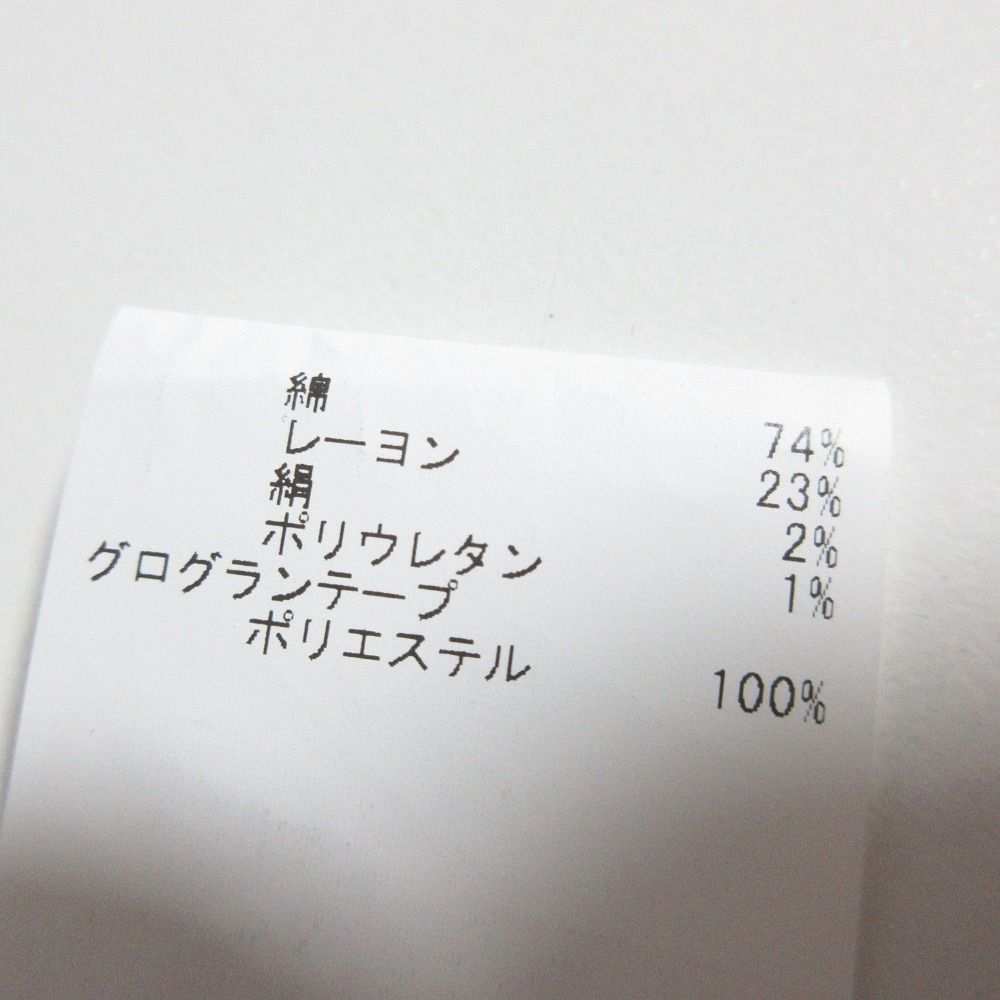 綿 74%
レーヨン 23%
絹 2%
ポリウレタン 1%
グログランテープ
ポリエステル 100%